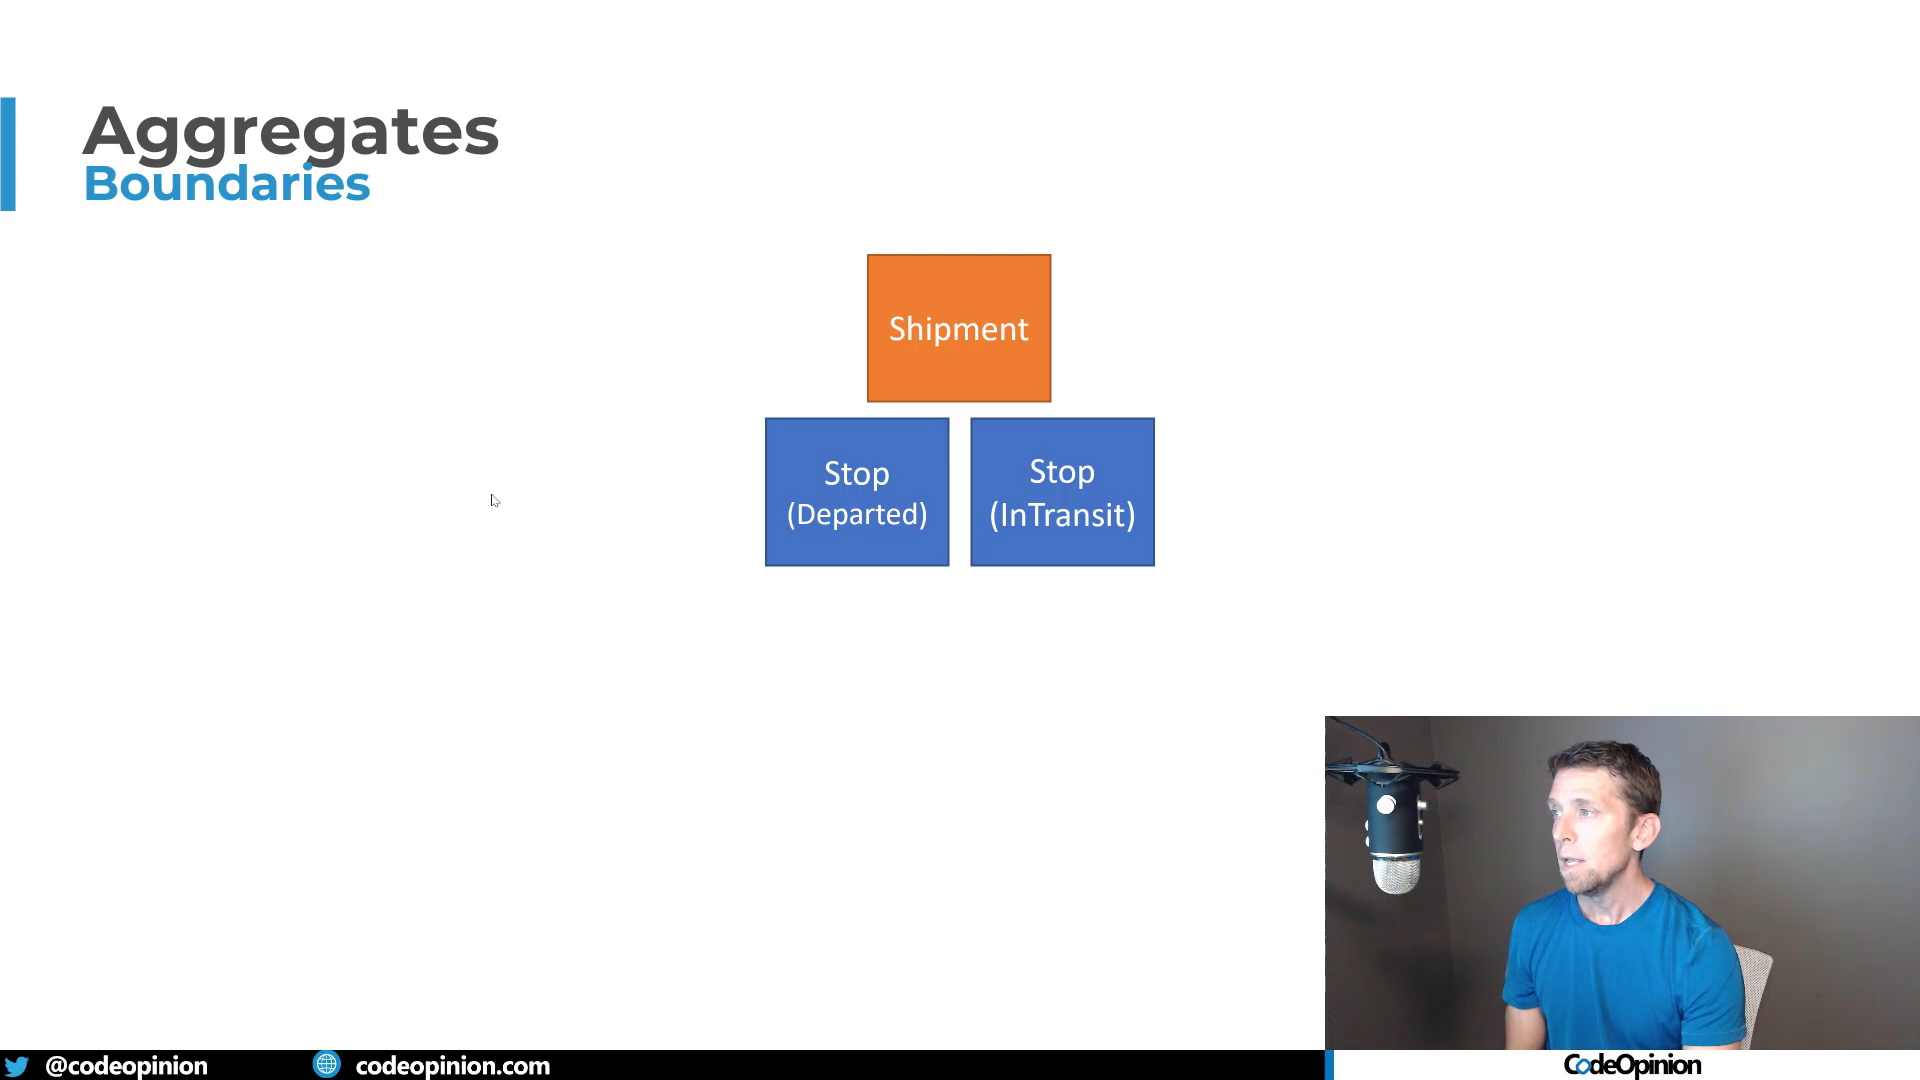 Aggregates
Boundaries
Shipment
Stop
(Departed)
Stop
(InTransit)
@codeopinion
codeopinion.com
CodeOpinion